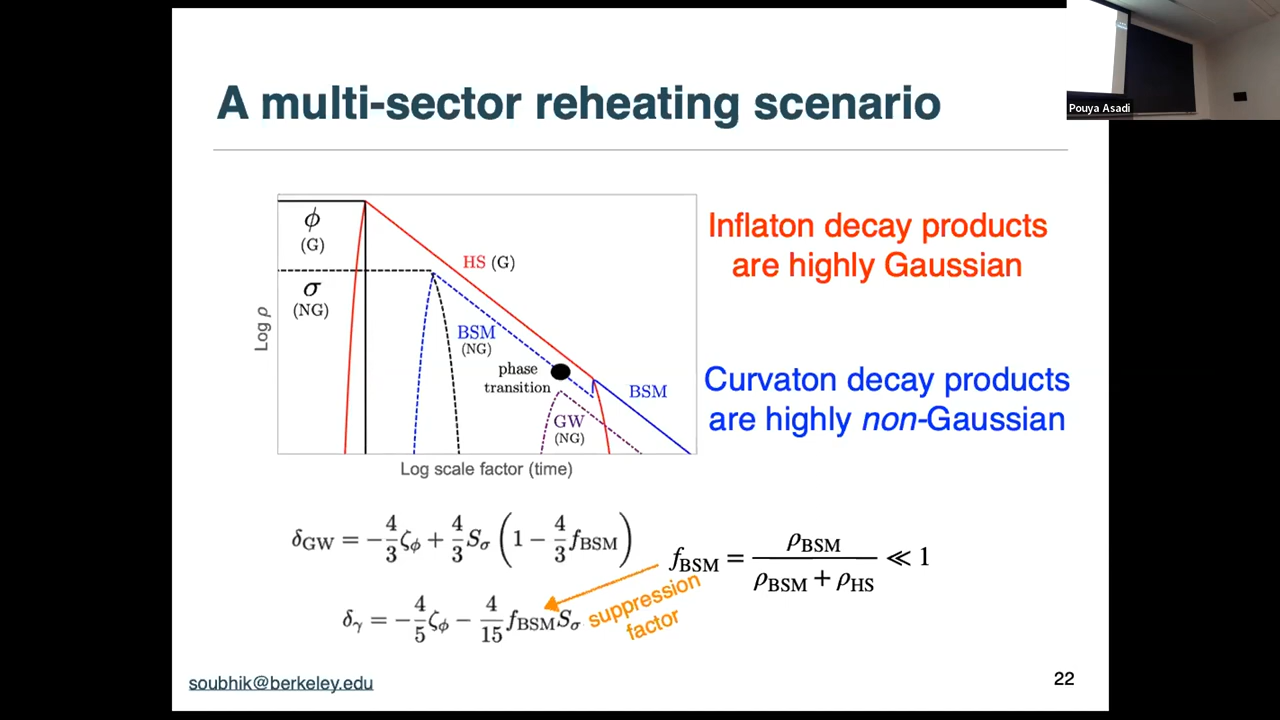 Pouya Asadi
A multi-sector reheating scenario
ϕ
(G)
σ
(NG)
HS (G)
BSM
(NG)
phase
transition
GW
(NG)
BSM
Log ρ
Log scale factor (time)
Inflaton decay products
are highly Gaussian
Curvaton decay products
are highly non-Gaussian
δ_GW = −4/3 ζ_ϕ + 4/3 S_σ (1 − 4/3 f_BSM)
f_BSM = ρ_BSM / (ρ_BSM + ρ_HS) ≪ 1
δ_γ = −4/5 ζ_ϕ − 4/15 f_BSM S_σ
suppression
factor
soubhik@berkeley.edu
22